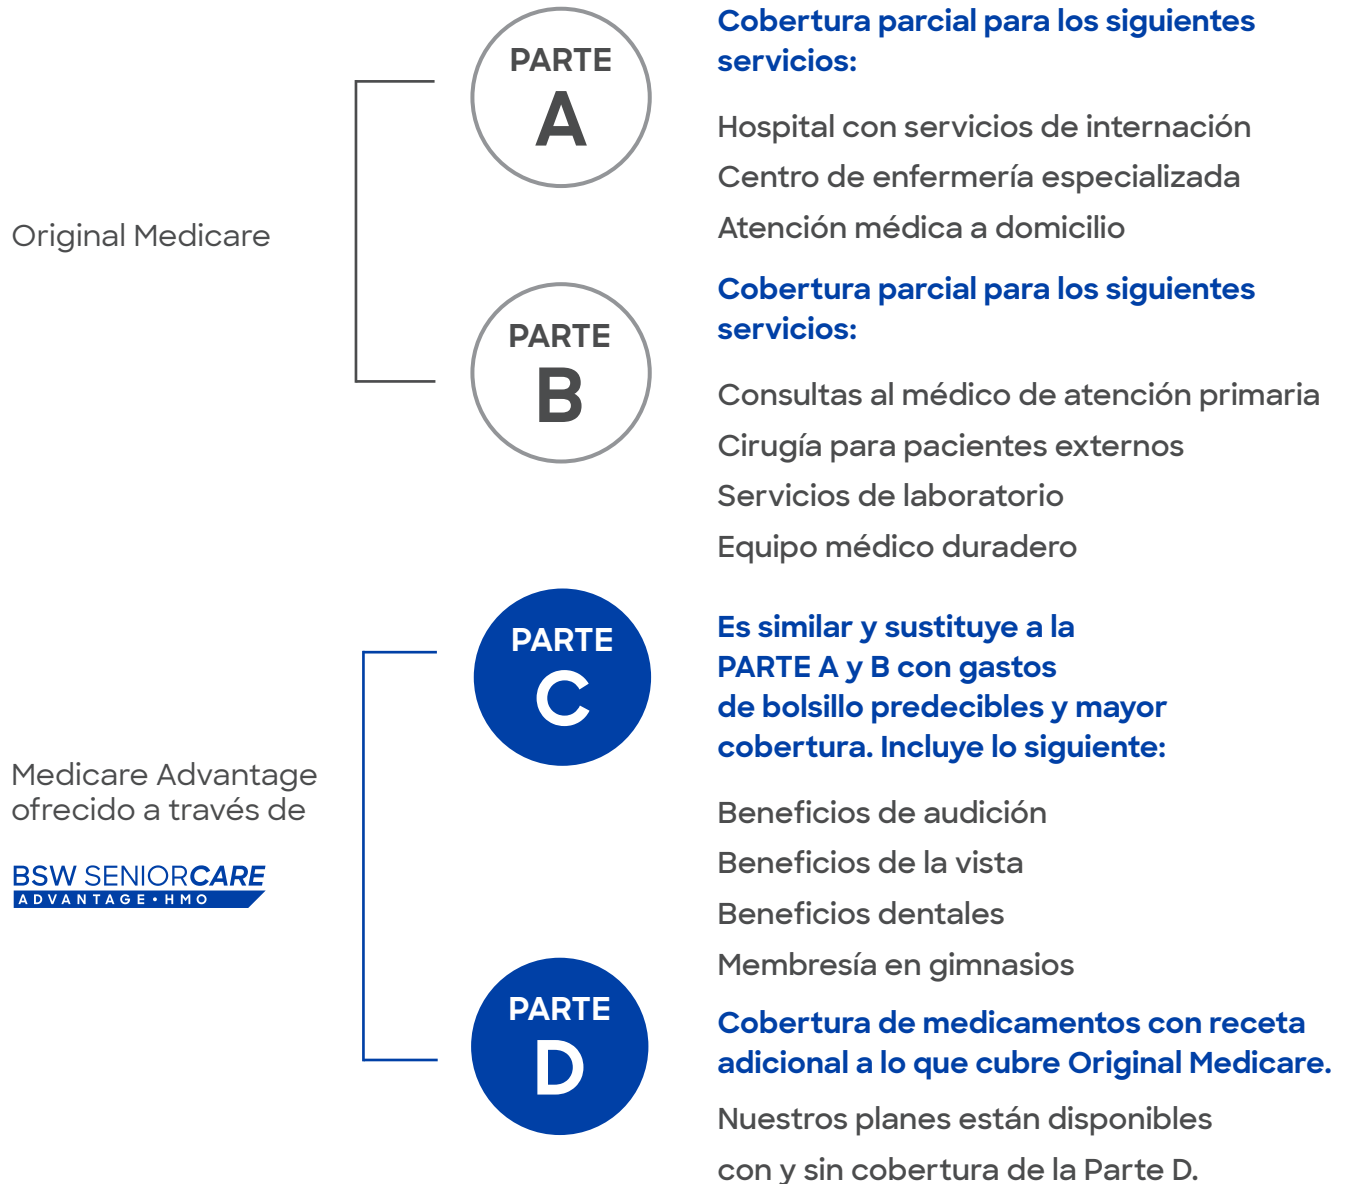 Original Medicare
PARTE
A
Cobertura parcial para los siguientes
servicios:
Hospital con servicios de internación
Centro de enfermería especializada
Atención médica a domicilio
PARTE
B
Cobertura parcial para los siguientes
servicios:
Consultas al médico de atención primaria
Cirugía para pacientes externos
Servicios de laboratorio
Equipo médico duradero
Medicare Advantage
ofrecido a través de
BSW SENIORCARE
ADVANTAGE•HMO
PARTE
C
Es similar y sustituye a la
PARTE A y B con gastos
de bolsillo predecibles y mayor
cobertura. Incluye lo siguiente:
Beneficios de audición
Beneficios de la vista
Beneficios dentales
Membresía en gimnasios
PARTE
D
Cobertura de medicamentos con receta
adicional a lo que cubre Original Medicare.
Nuestros planes están disponibles
con y sin cobertura de la Parte D.